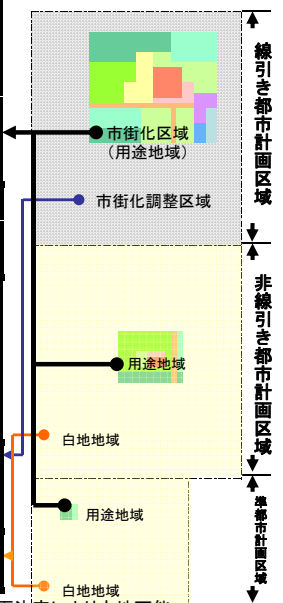 線引き都市計画区域
市街化区域
（用途地域）
市街化調整区域
非線引き都市計画区域
用途地域
白地地域
準都市計画区域
用途地域
白地地域